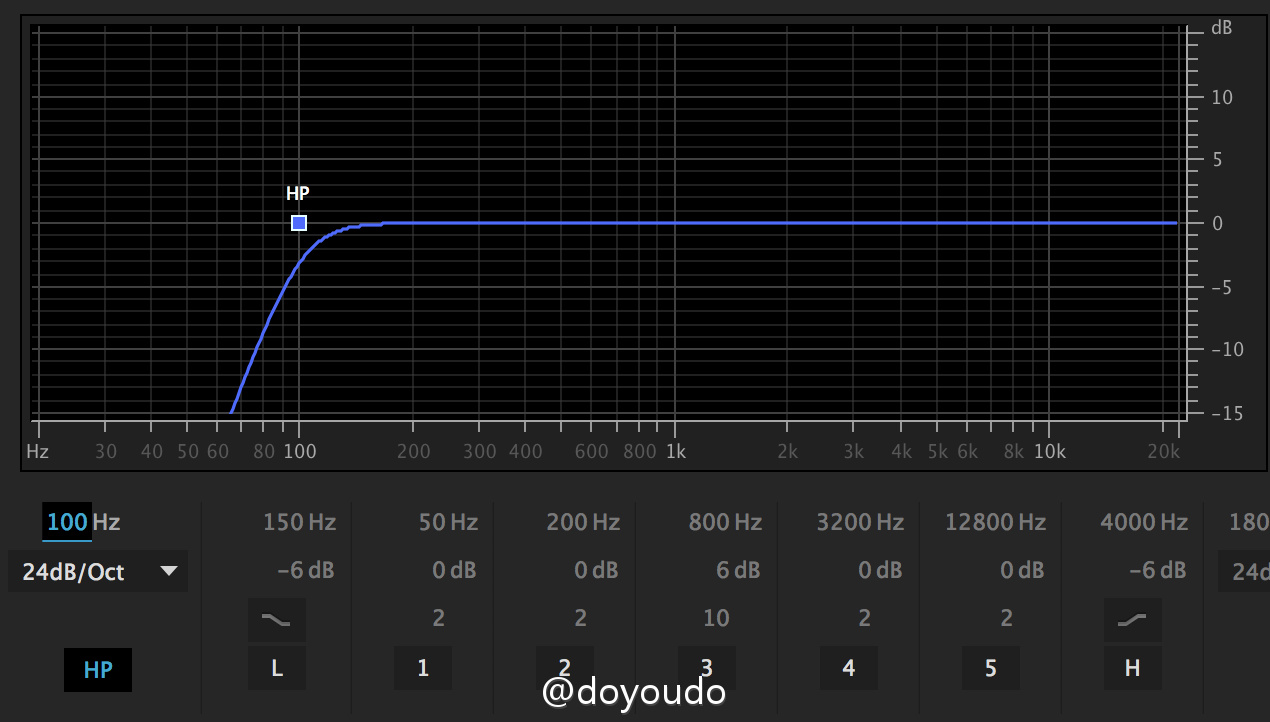 dB
10
HP
5
0
–5
–10
–15
Hz 30 40 50 60 80 100 200 300 400 600 800 1k 2k 3k 4k 5k 6k 8k 10k 20k
100 Hz 150 Hz 50 Hz 200 Hz 800 Hz 3200 Hz 12800 Hz 4000 Hz 180
24dB/Oct –6 dB 0 dB 0 dB 6 dB 0 dB 0 dB –6 dB 24d
2 2 10 2 2
HP L 1 2 3 4 5 H
@doyoudo